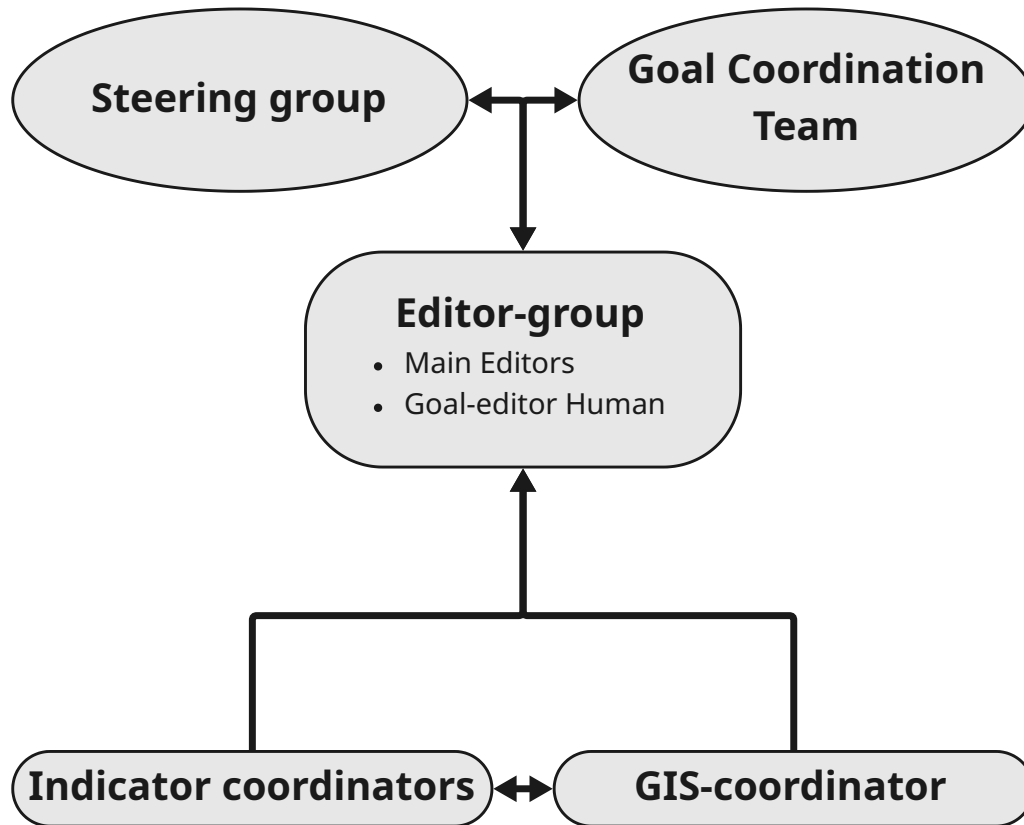 Steering group
Goal Coordination
Team
Editor-group
• Main Editors
• Goal-editor Human
Indicator coordinators
GIS-coordinator